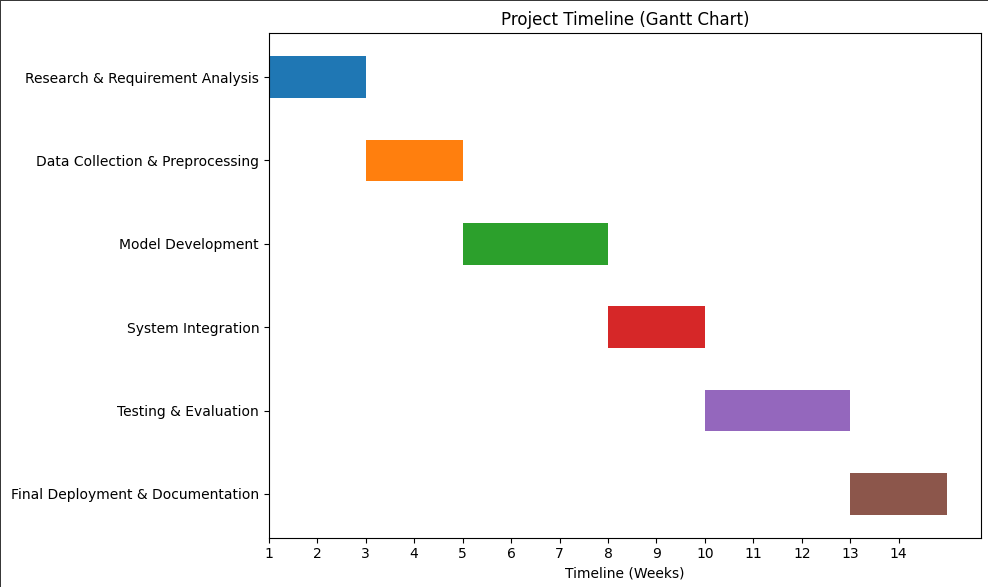 Project Timeline (Gantt Chart)
Research & Requirement Analysis
Data Collection & Preprocessing
Model Development
System Integration
Testing & Evaluation
Final Deployment & Documentation
1 2 3 4 5 6 7 8 9 10 11 12 13 14
Timeline (Weeks)